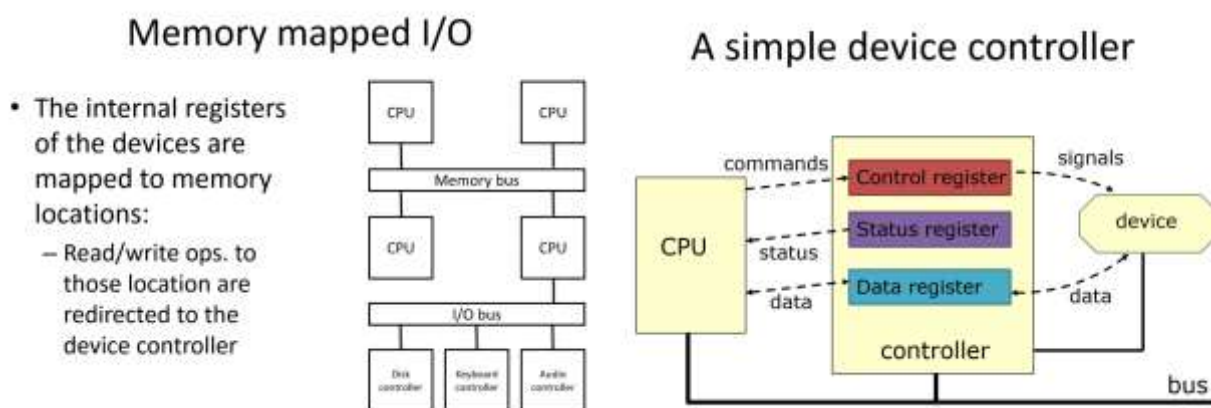 Memory mapped I/O
• The internal registers
of the devices are
mapped to memory
locations:
– Read/write ops. to
those location are
redirected to the
device controller
CPU
CPU
Memory bus
CPU
CPU
I/O bus
Disk
controller
Keyboard
controller
Audio
controller
A simple device controller
commands
Control register
signals
CPU
Status register
device
status
Data register
data
data
controller
bus